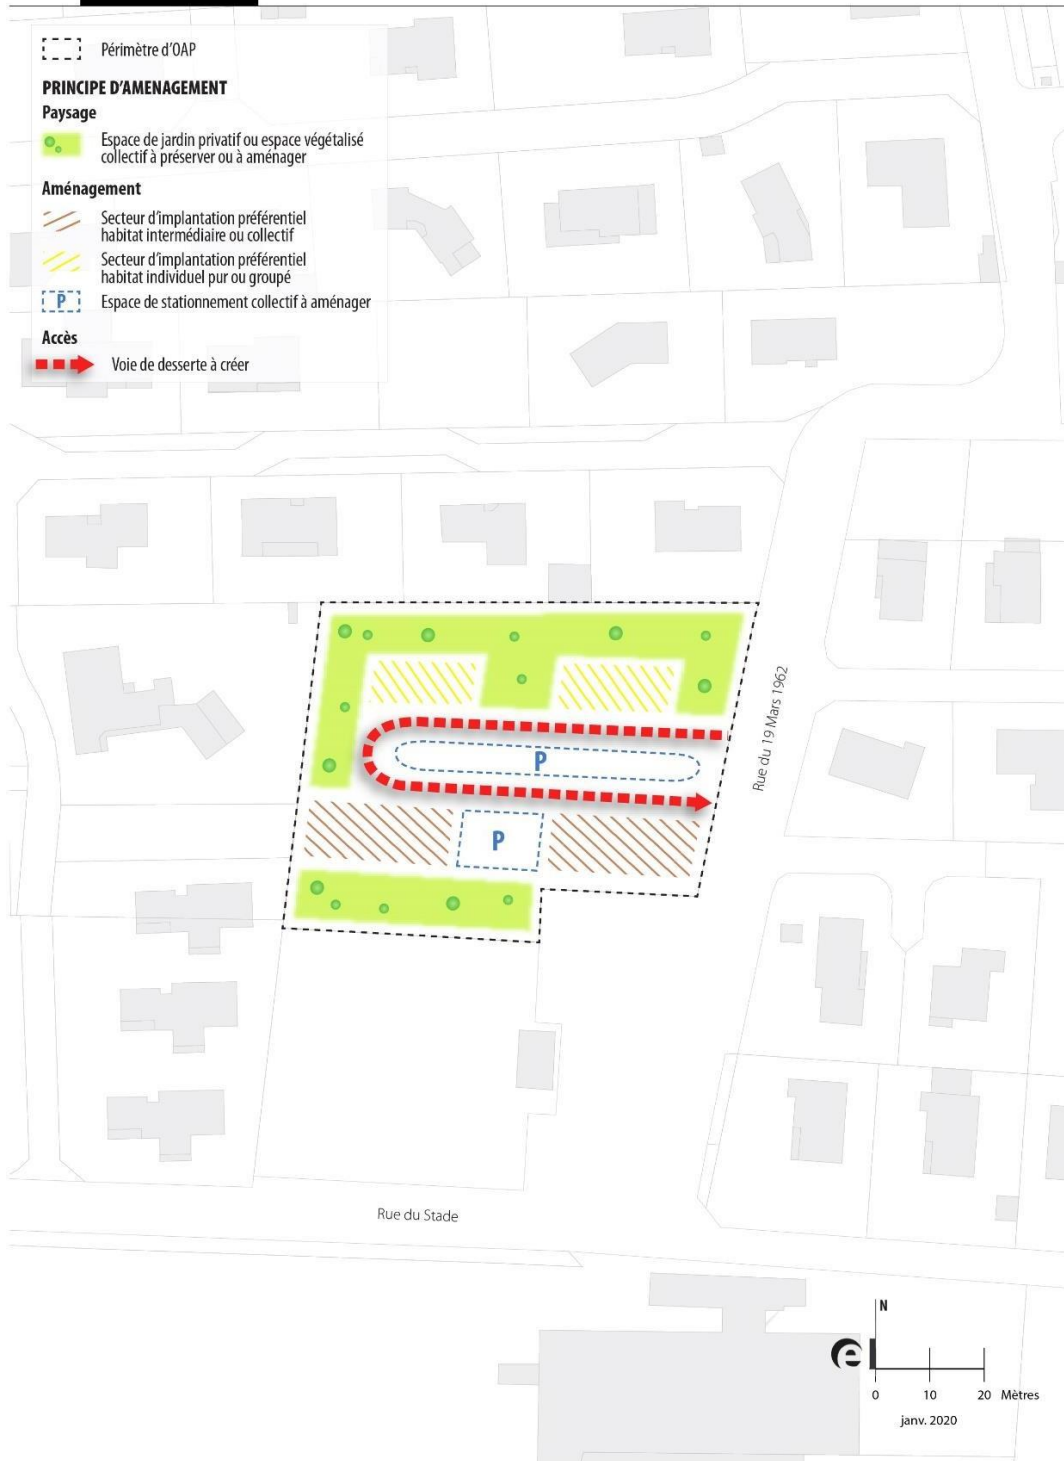 Périmètre d'OAP
PRINCIPE D'AMENAGEMENT
Paysage
Espace de jardin privatif ou espace végétalisé
collectif à préserver ou à aménager
Aménagement
Secteur d'implantation préférentiel
habitat intermédiaire ou collectif
Secteur d'implantation préférentiel
habitat individuel pur ou groupé
P Espace de stationnement collectif à aménager
Accès
Voie de desserte à créer
Rue du 19 Mars 1962
P
P
Rue du Stade
N
e
0 10 20 Mètres
janv. 2020